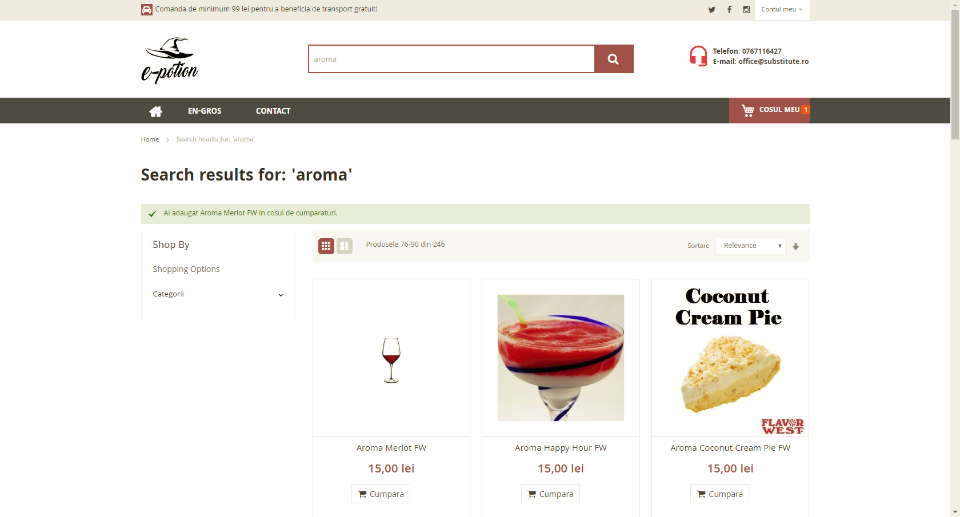 Comanda de minimum 99 lei pentru a beneficia de transport gratuit!
Contul meu
e-potion
aroma
Telefon: 0767116427
E-mail: office@substitute.ro
EN-GROS
CONTACT
COSUL MEU 1
Home
Search results for: 'aroma'
Search results for: 'aroma'
Ai adaugat Aroma Merlot FW in cosul de cumparaturi.
Shop By
Shopping Options
Categorii
Produsele 76-90 din 246
Sortare
Relevance
Coconut
Cream Pie
FLAVOR
WEST
Aroma Merlot FW
15,00 lei
Cumpara
Aroma Happy Hour FW
15,00 lei
Cumpara
Aroma Coconut Cream Pie FW
15,00 lei
Cumpara